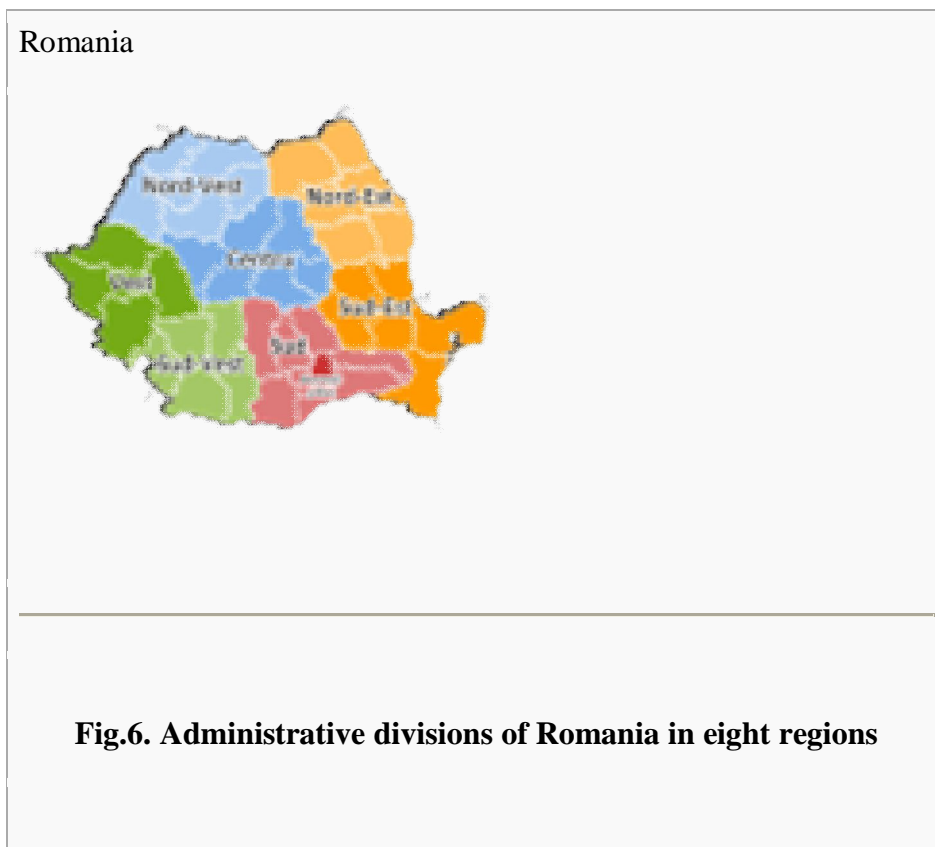 Romania
Nord-Vest
Nord-Est
Centru
Vest
Sud-Est
Sud
Sud-Vest
Fig.6. Administrative divisions of Romania in eight regions